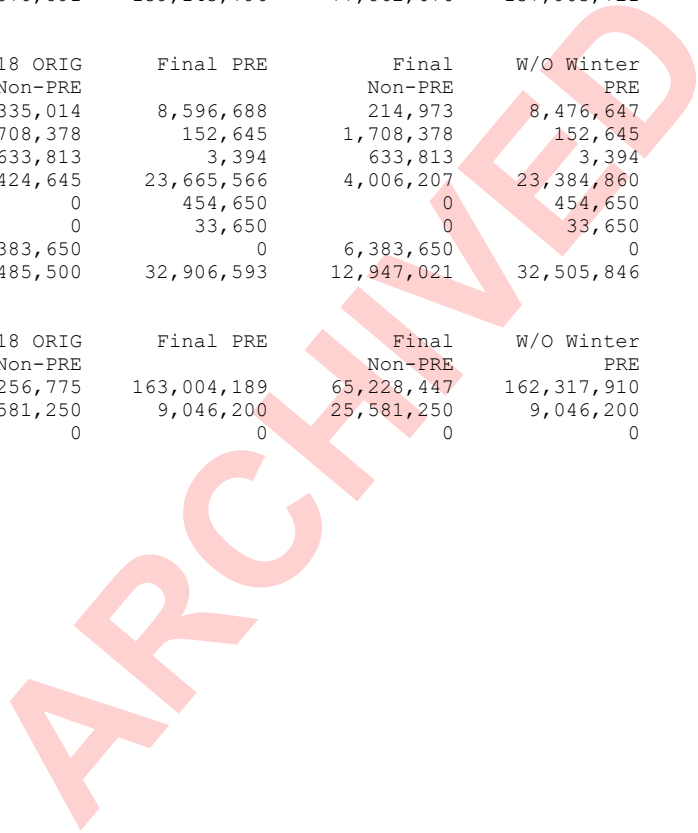 18 ORIG Final PRE Final W/O Winter
Non-PRE Non-PRE PRE
335,014 8,596,688 214,973 8,476,647
708,378 152,645 1,708,378 152,645
633,813 3,394 633,813 3,394
424,645 23,665,566 4,006,207 23,384,860
0 454,650 0 454,650
0 33,650 0 33,650
383,650 0 6,383,650 0
485,500 32,906,593 12,947,021 32,505,846
18 ORIG Final PRE Final W/O Winter
Non-PRE Non-PRE PRE
256,775 163,004,189 65,228,447 162,317,910
581,250 9,046,200 25,581,250 9,046,200
0 0 0 0
ARCHIVED